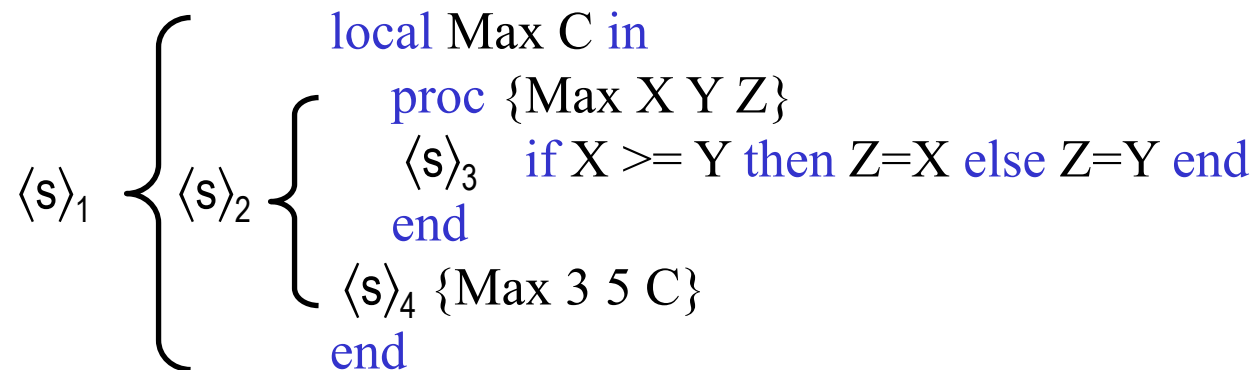 local Max C in
proc {Max X Y Z}
⟨s⟩₃ if X >= Y then Z=X else Z=Y end
⟨s⟩₁ ⟨s⟩₂
end
⟨s⟩₄ {Max 3 5 C}
end